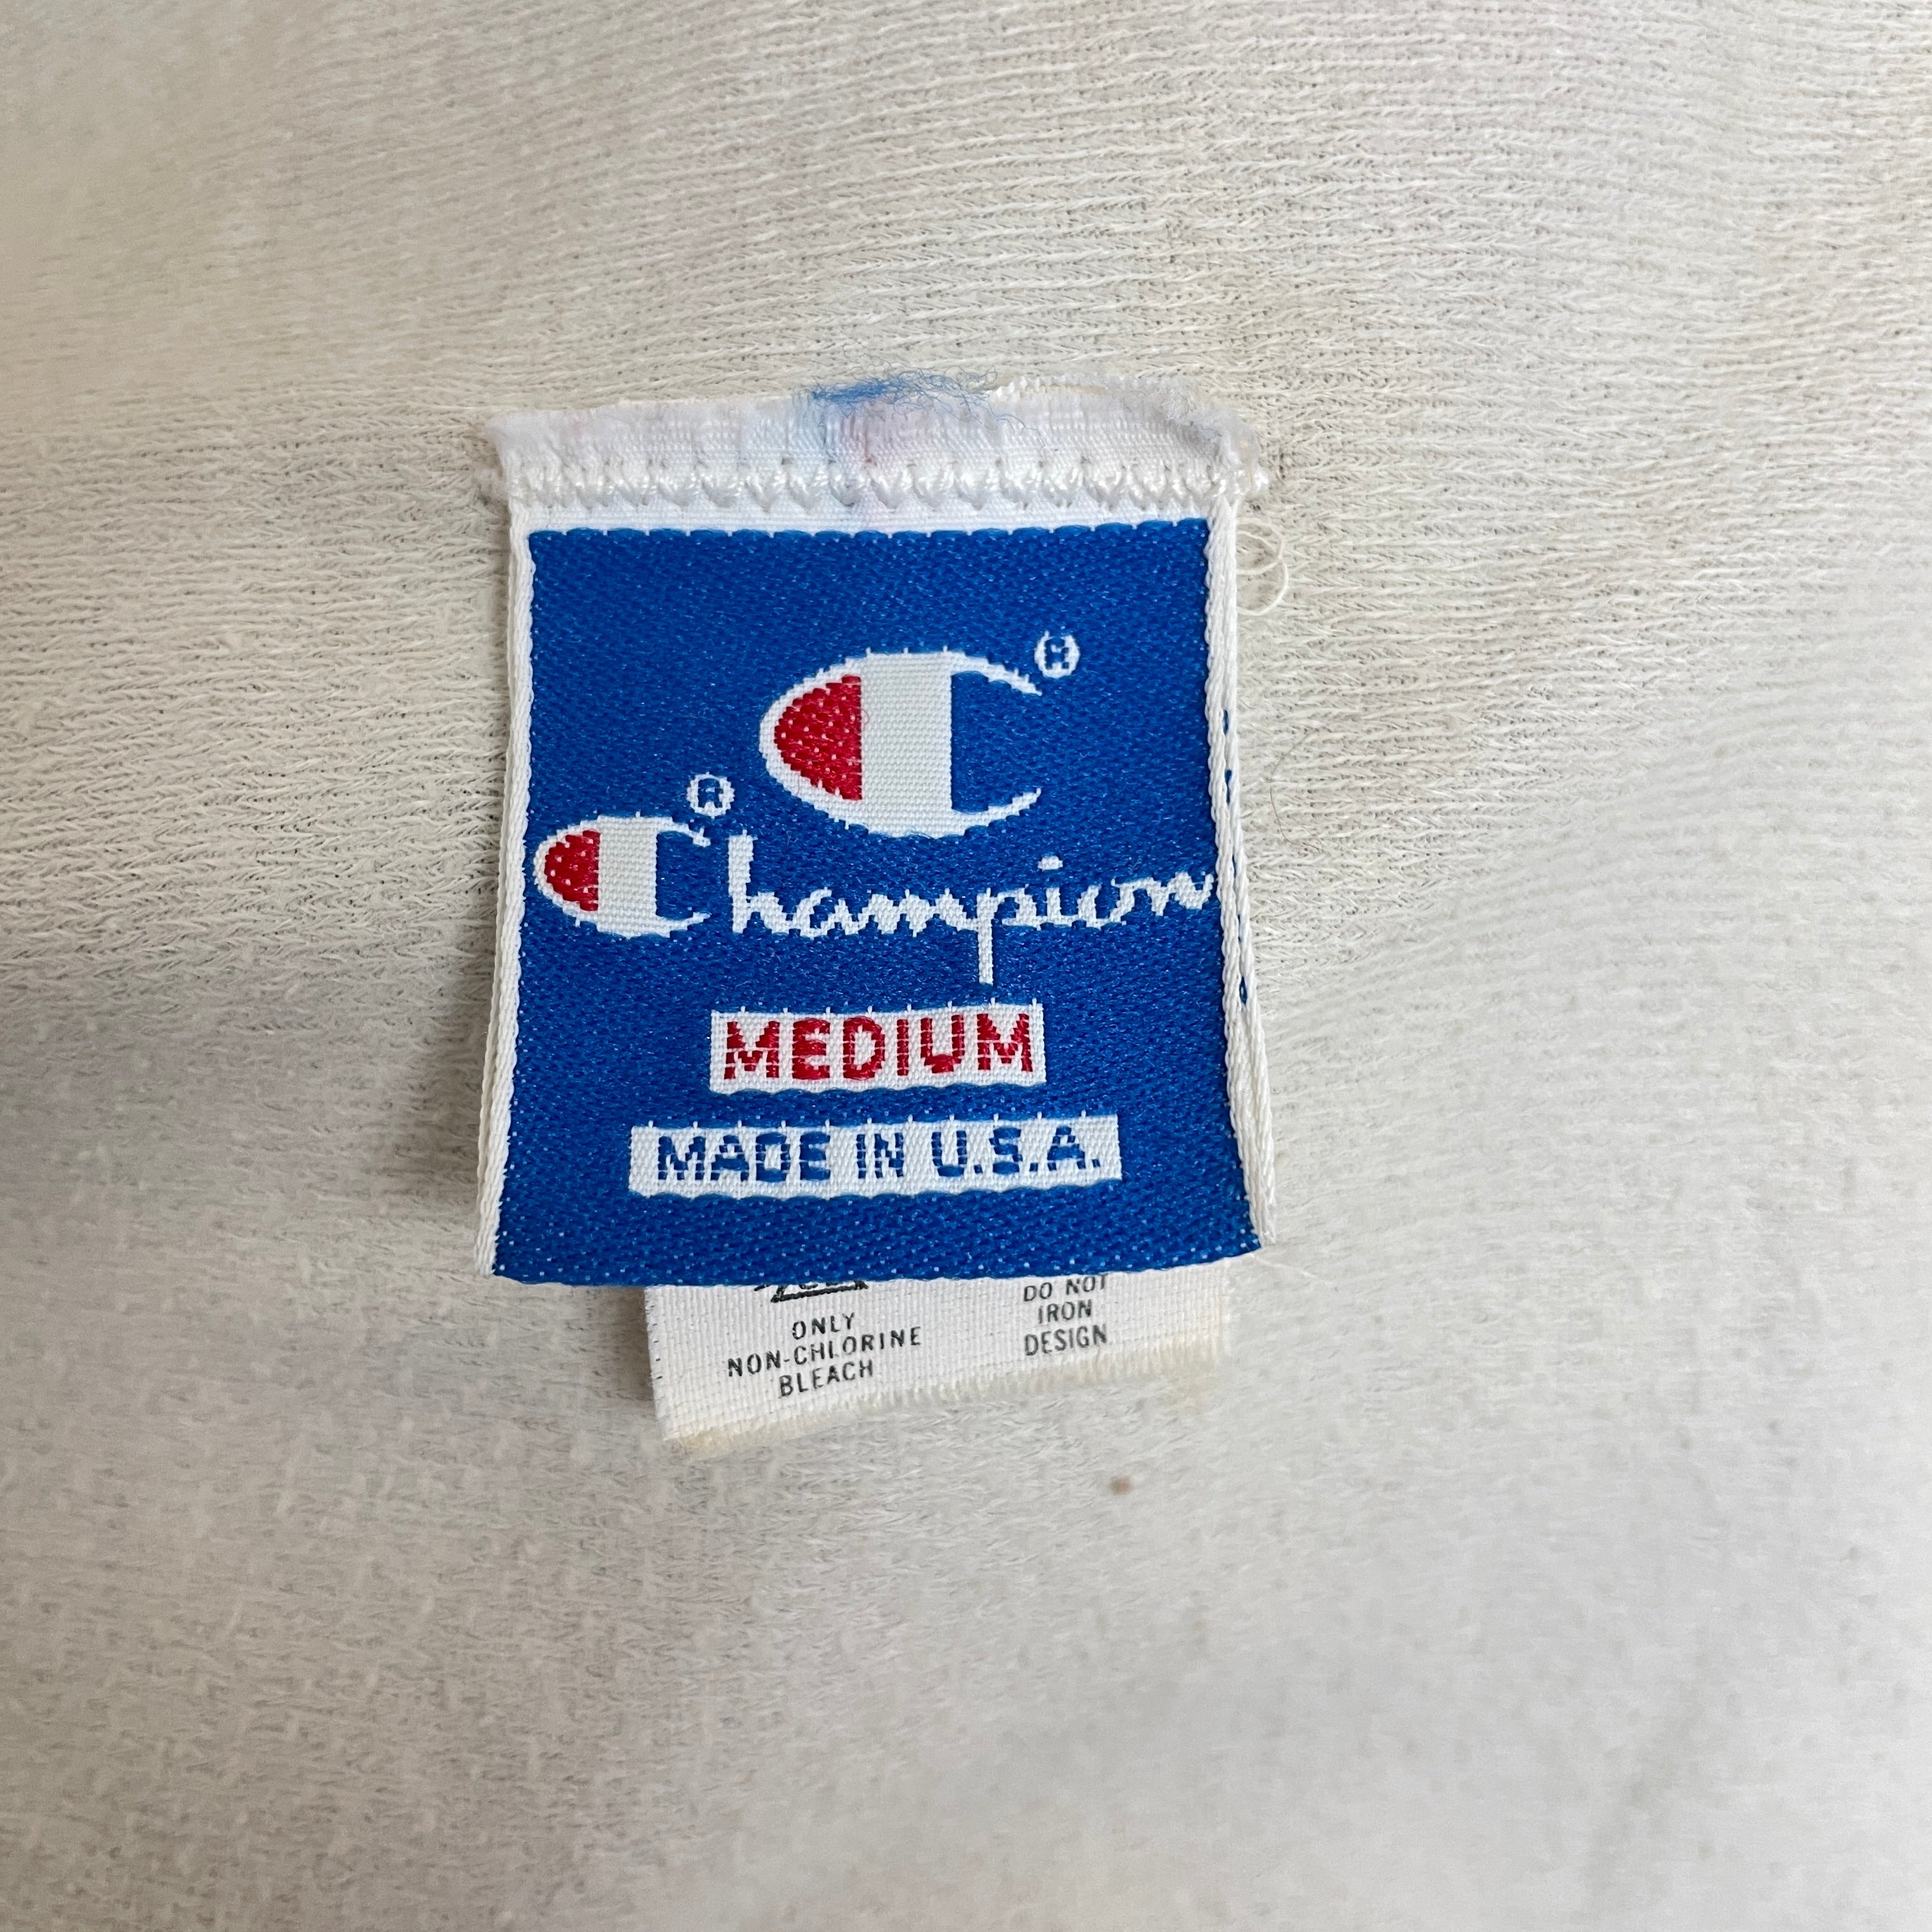 C®
Champion®
MEDIUM
MADE IN U.S.A.
ONLY
NON-CHLORINE
BLEACH
DO NOT
IRON
DESIGN